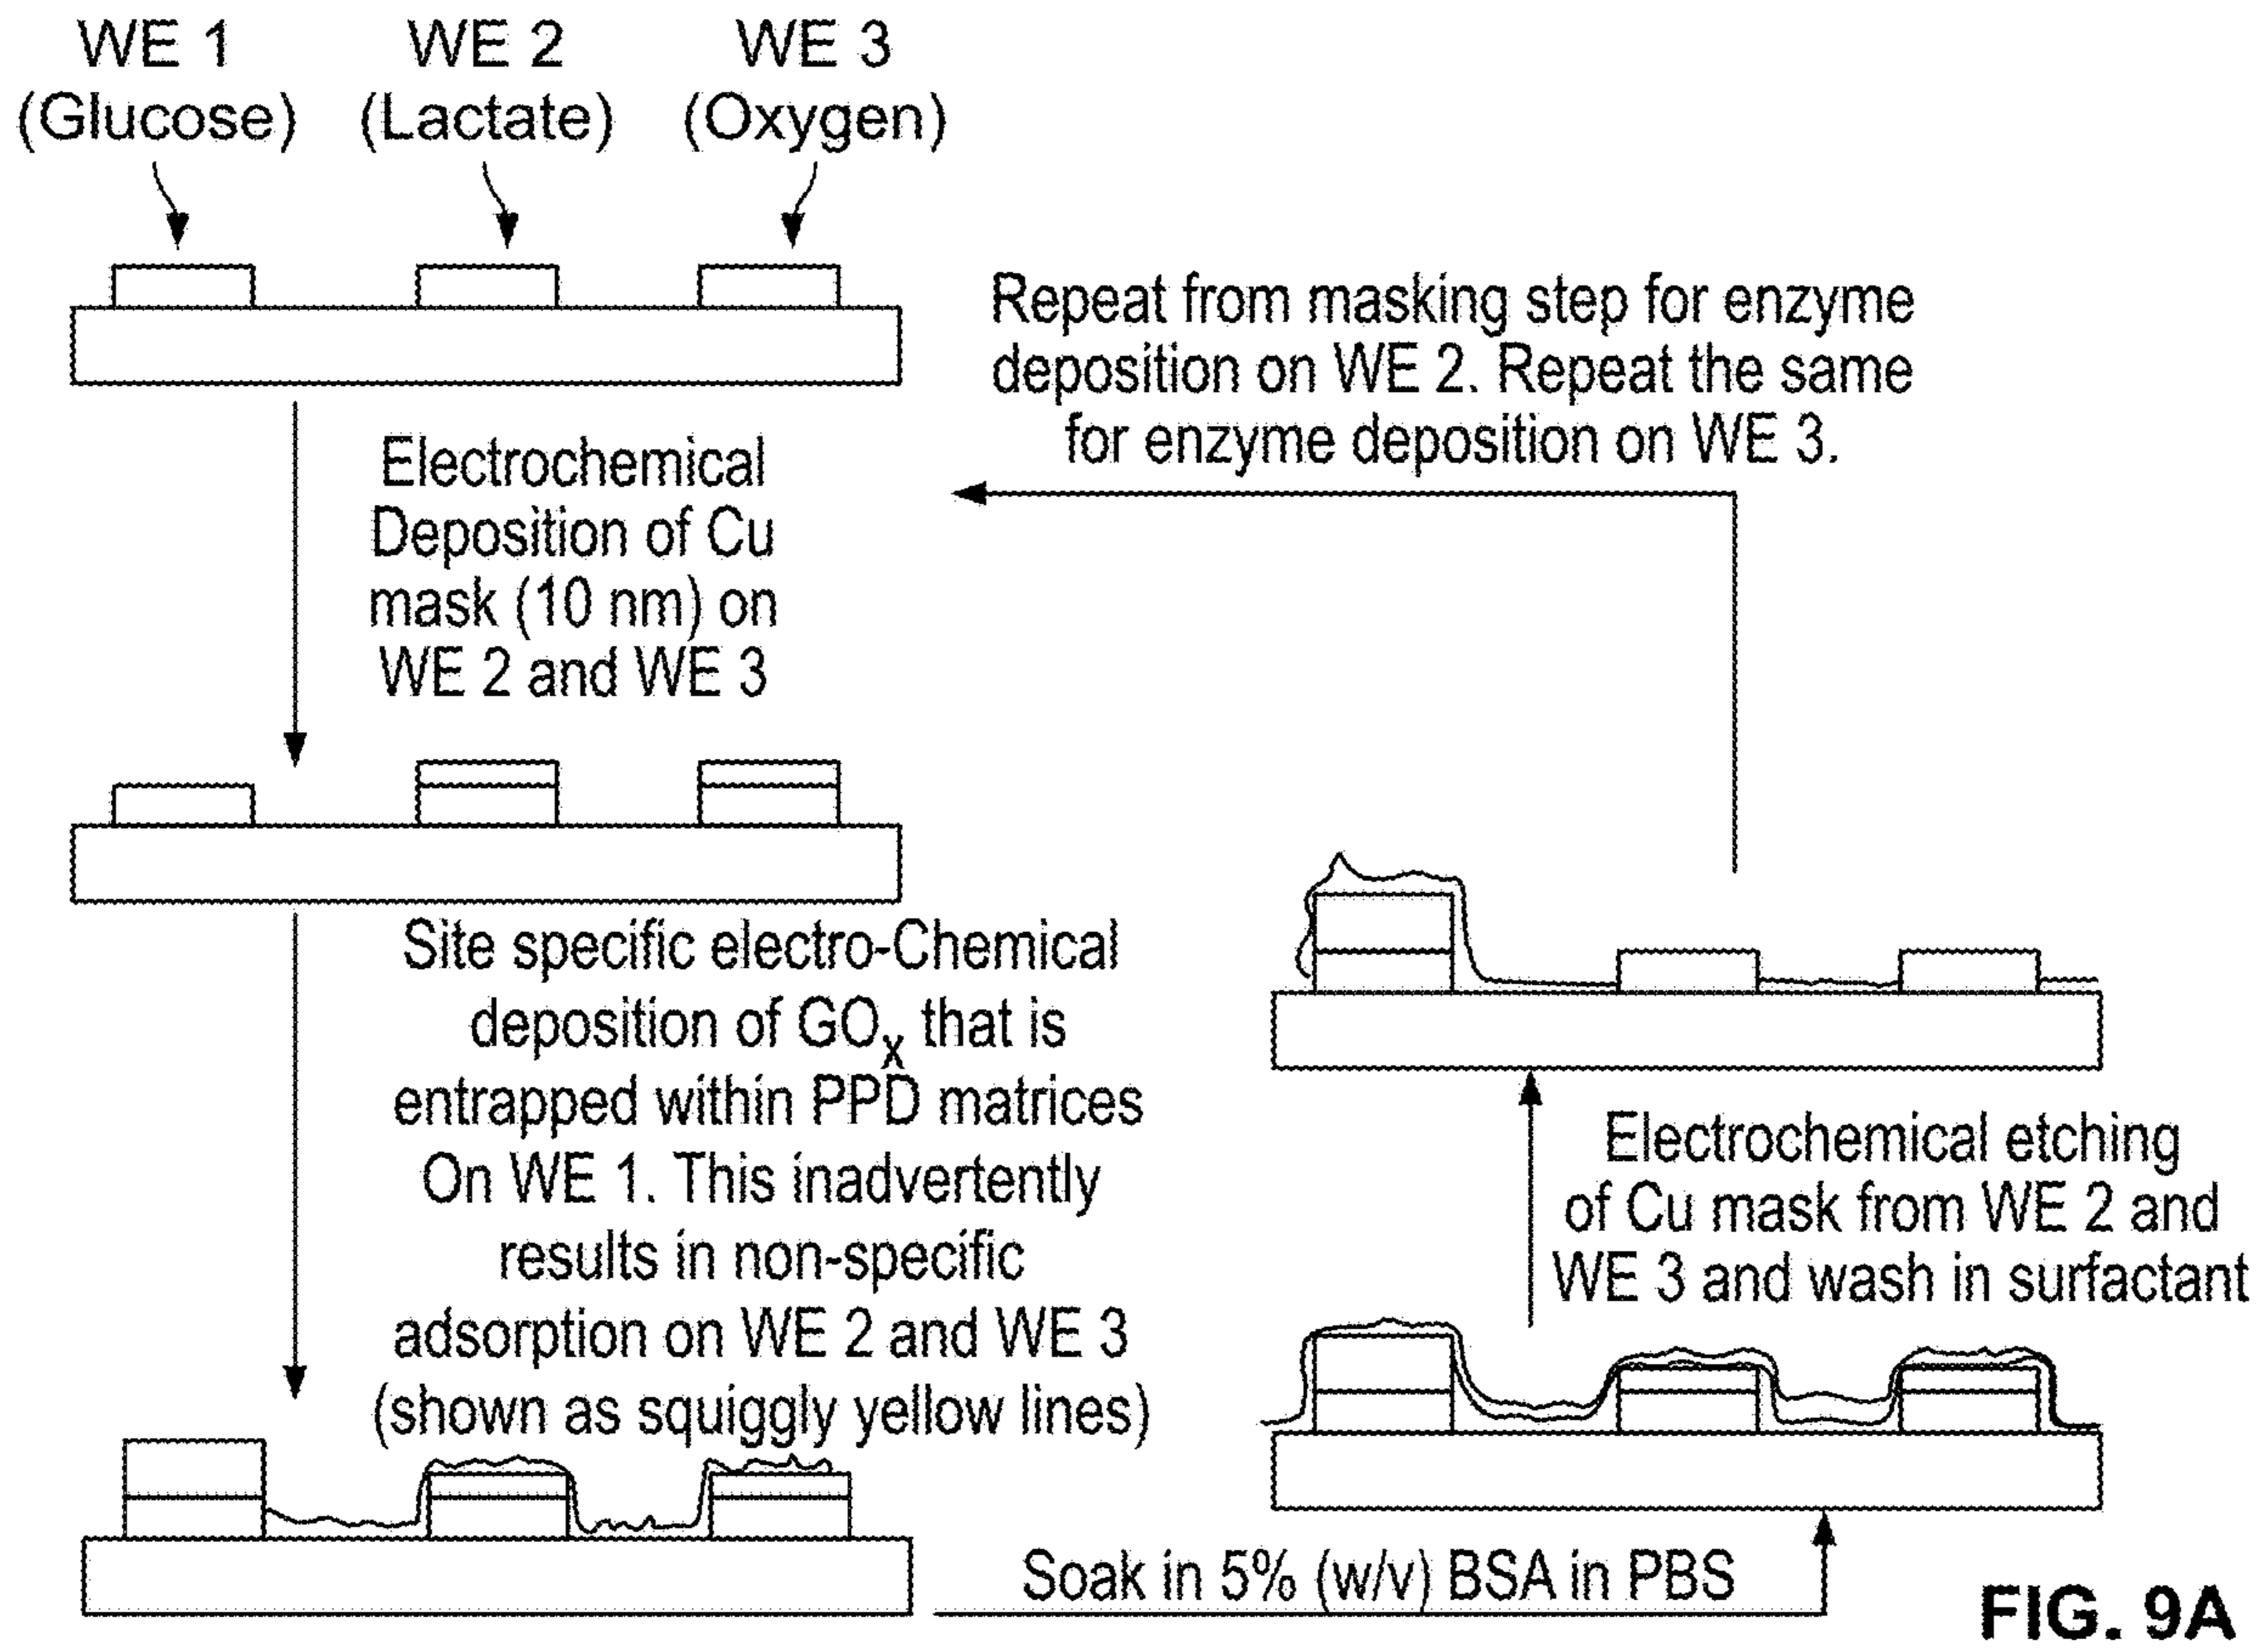 WE 1
(Glucose)
WE 2
(Lactate)
WE 3
(Oxygen)
Electrochemical
Deposition of Cu
mask (10 nm) on
WE 2 and WE 3
Site specific electro-Chemical
deposition of GOx that is
entrapped within PPD matrices
On WE 1. This inadvertently
results in non-specific
adsorption on WE 2 and WE 3
(shown as squiggly yellow lines)
Soak in 5% (w/v) BSA in PBS
Electrochemical etching
of Cu mask from WE 2 and
WE 3 and wash in surfactant
Repeat from masking step for enzyme
deposition on WE 2. Repeat the same
for enzyme deposition on WE 3.
FIG. 9A